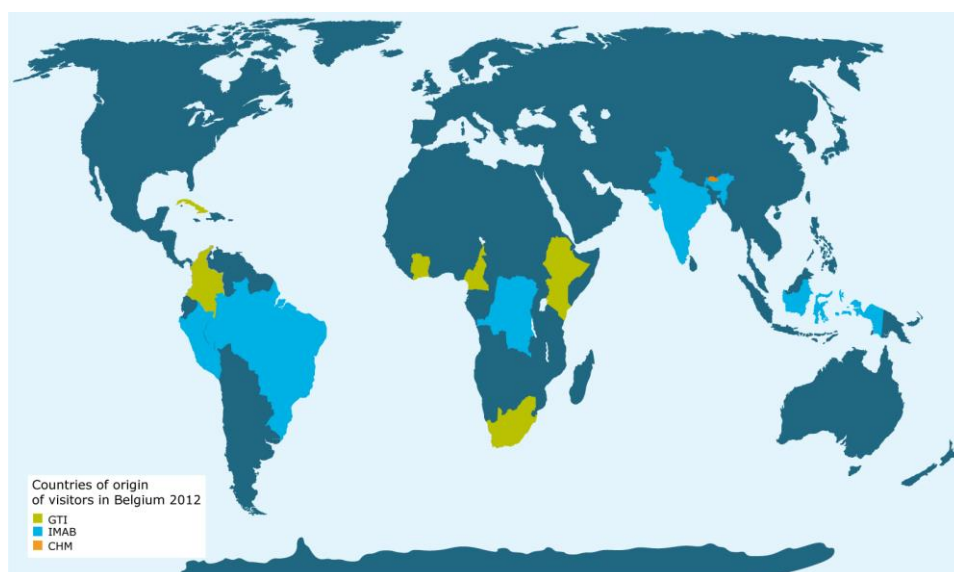 Countries of origin
of visitors in Belgium 2012
GTI
IMAB
CHM